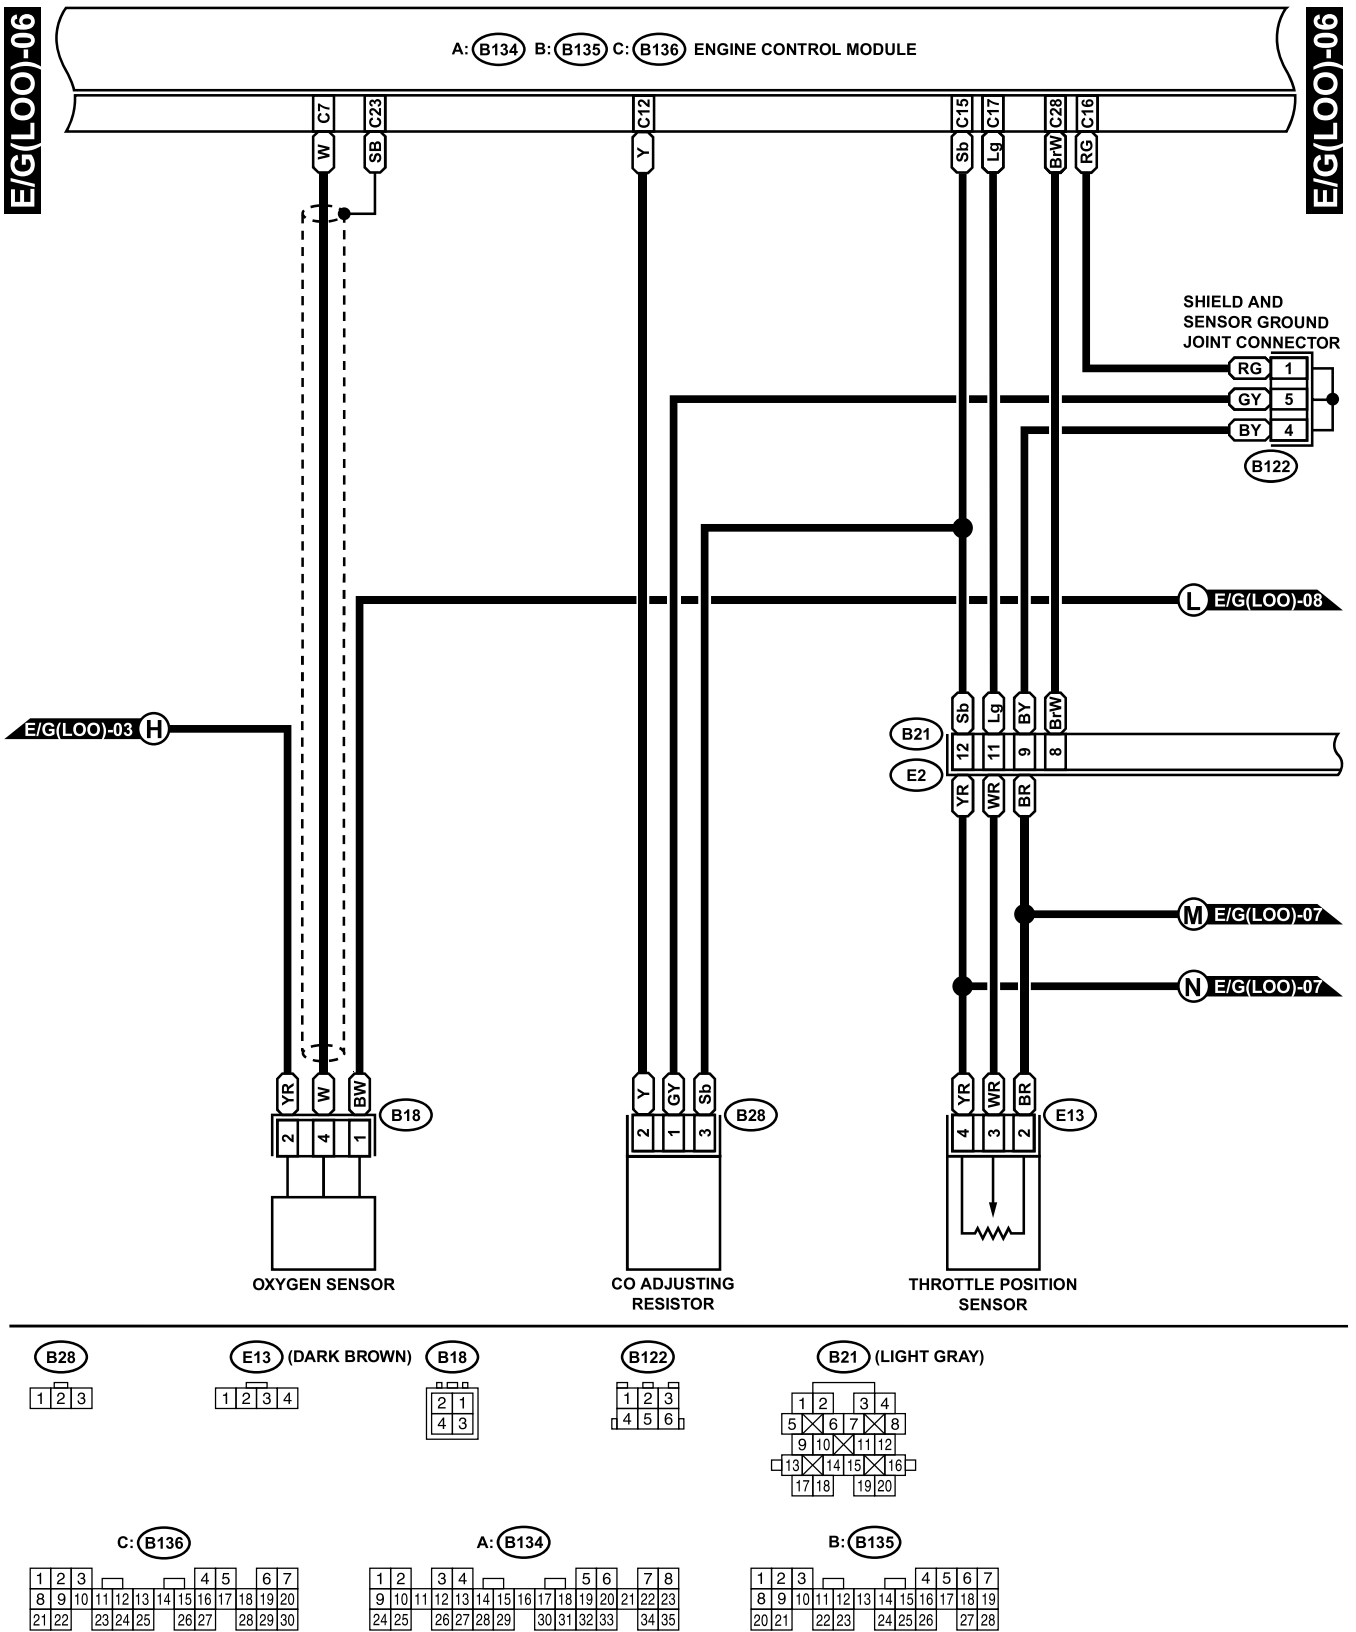 E/G(LOO)-06
E/G(LOO)-06
A: B134 B: B135 C: B136 ENGINE CONTROL MODULE
C7 C23 C12 C15 C17 C28 C16
W SB Y Sb Lg BrW RG
SHIELD AND
SENSOR GROUND
JOINT CONNECTOR
RG 1
GY 5
BY 4
B122
L E/G(LOO)-08
E/G(LOO)-03 H
Sb Lg BY BrW
B21 12 11 9 8
E2
YR WR BR
M E/G(LOO)-07
N E/G(LOO)-07
YR W BW Y GY Sb YR WR BR
B18 B28 E13
2 4 1 2 1 3 4 3 2
OXYGEN SENSOR
CO ADJUSTING
RESISTOR
THROTTLE POSITION
SENSOR
B28 E13 (DARK BROWN) B18 B122 B21 (LIGHT GRAY)
1 2 3
1 2 3 4
2 1
4 3
1 2 3
4 5 6
1 2 3 4
5 6 7 8
9 10 11 12
13 14 15 16
17 18 19 20
C: B136
1 2 3 4 5 6 7
8 9 10 11 12 13 14 15 16 17 18 19 20
21 22 23 24 25 26 27 28 29 30
A: B134
1 2 3 4 5 6 7 8
9 10 11 12 13 14 15 16 17 18 19 20 21 22 23
24 25 26 27 28 29 30 31 32 33 34 35
B: B135
1 2 3 4 5 6 7
8 9 10 11 12 13 14 15 16 17 18 19
20 21 22 23 24 25 26 27 28